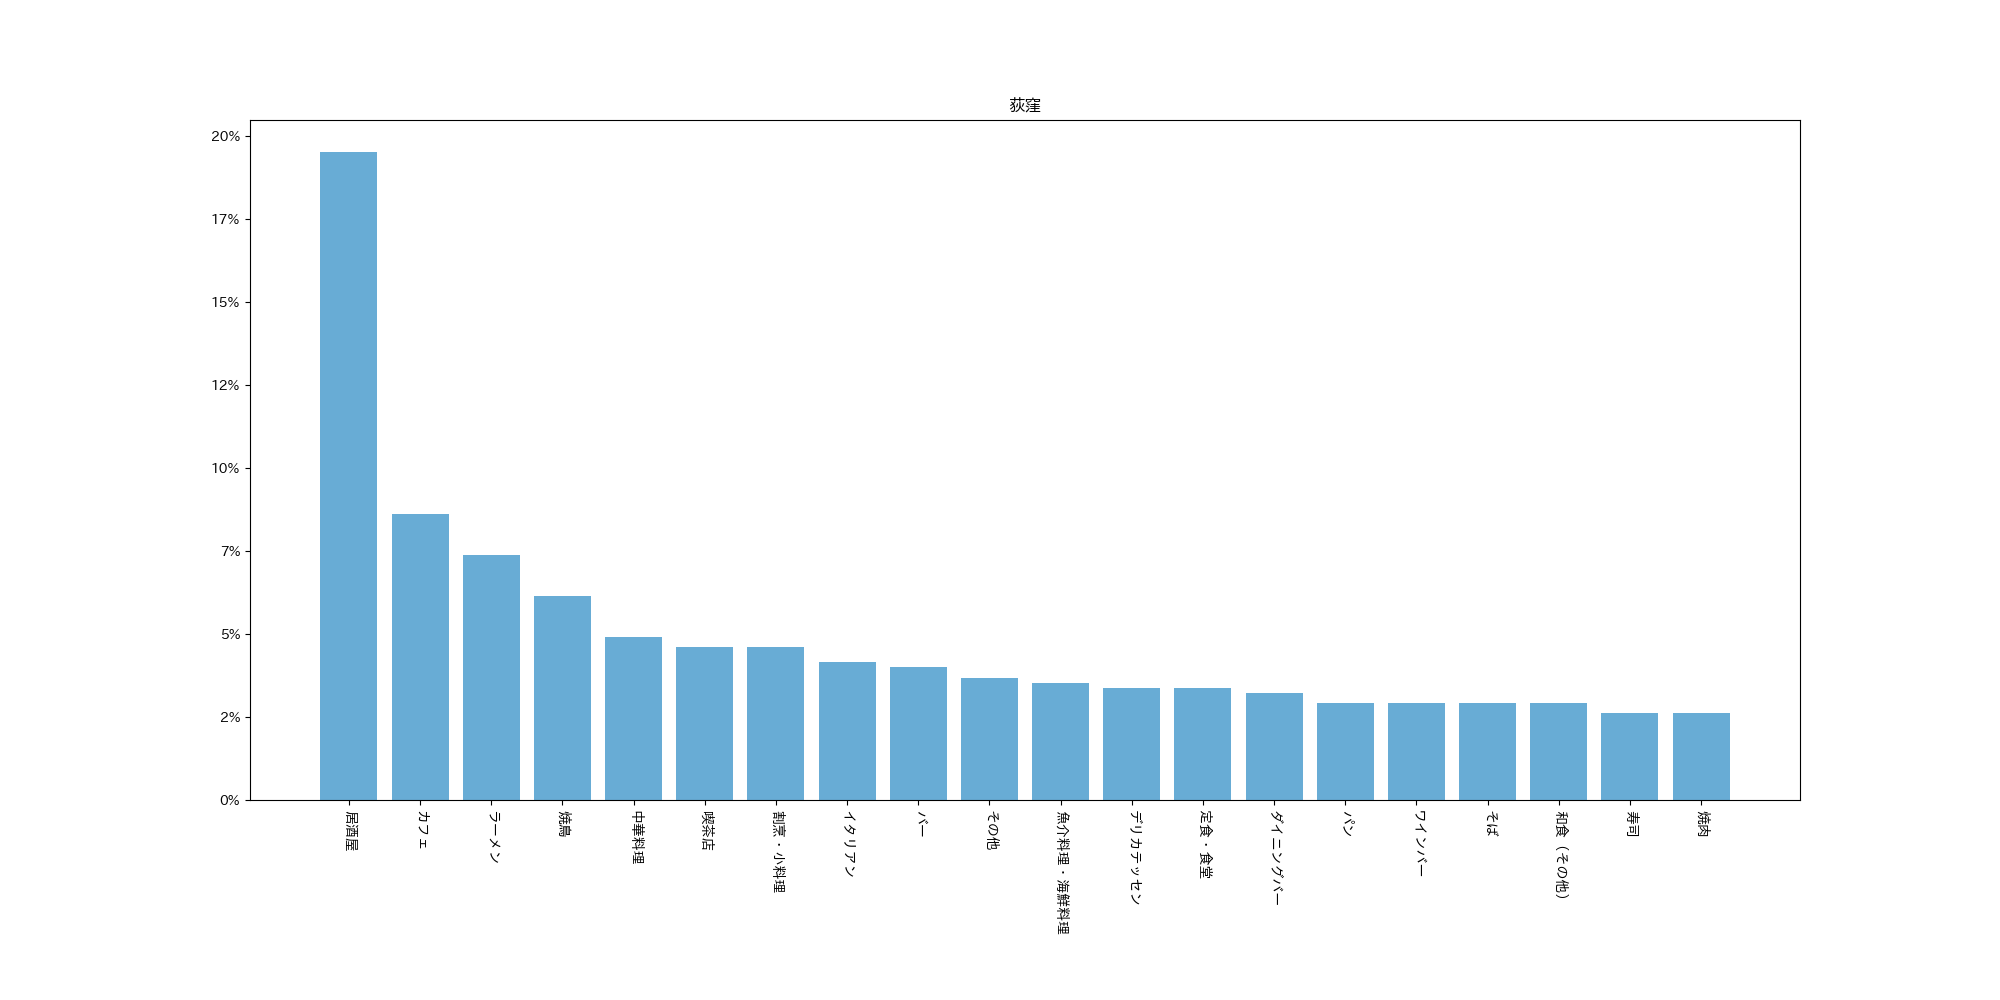 荻窪
20%
17%
15%
12%
10%
7%
5%
2%
0%
居酒屋
カフェ
ラーメン
焼鳥
中華料理
喫茶店
割烹・小料理
イタリアン
バー
その他
魚介料理・海鮮料理
デリカテッセン
定食・食堂
ダイニングバー
パン
ワインバー
そば
和食（その他）
寿司
焼肉